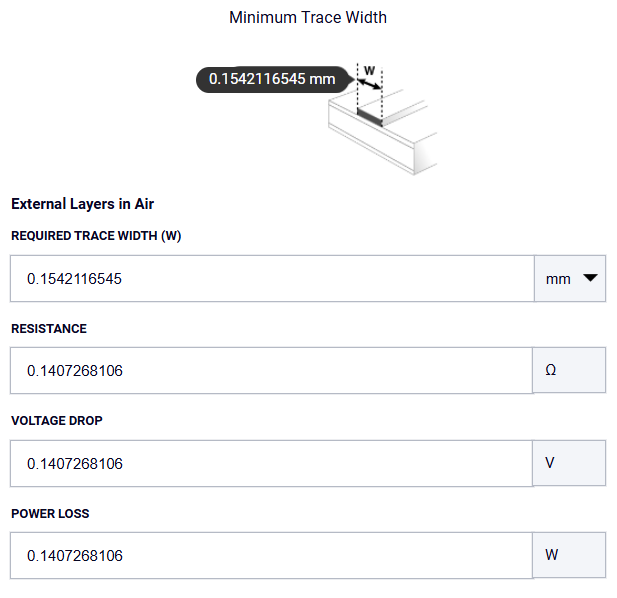 Minimum Trace Width
W
0.1542116545 mm
External Layers in Air
REQUIRED TRACE WIDTH (W)
0.1542116545 mm
RESISTANCE
0.1407268106 Ω
VOLTAGE DROP
0.1407268106 V
POWER LOSS
0.1407268106 W